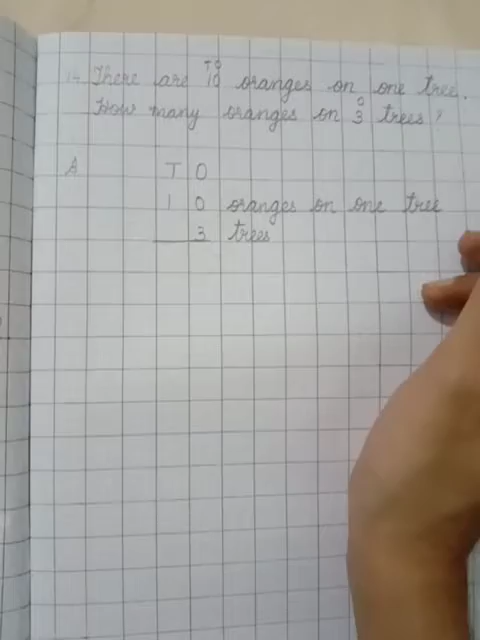 14. There are 10 oranges on one tree.
T O
How many oranges on 3 trees?
O
A T O
1 0 oranges on one tree
3 trees